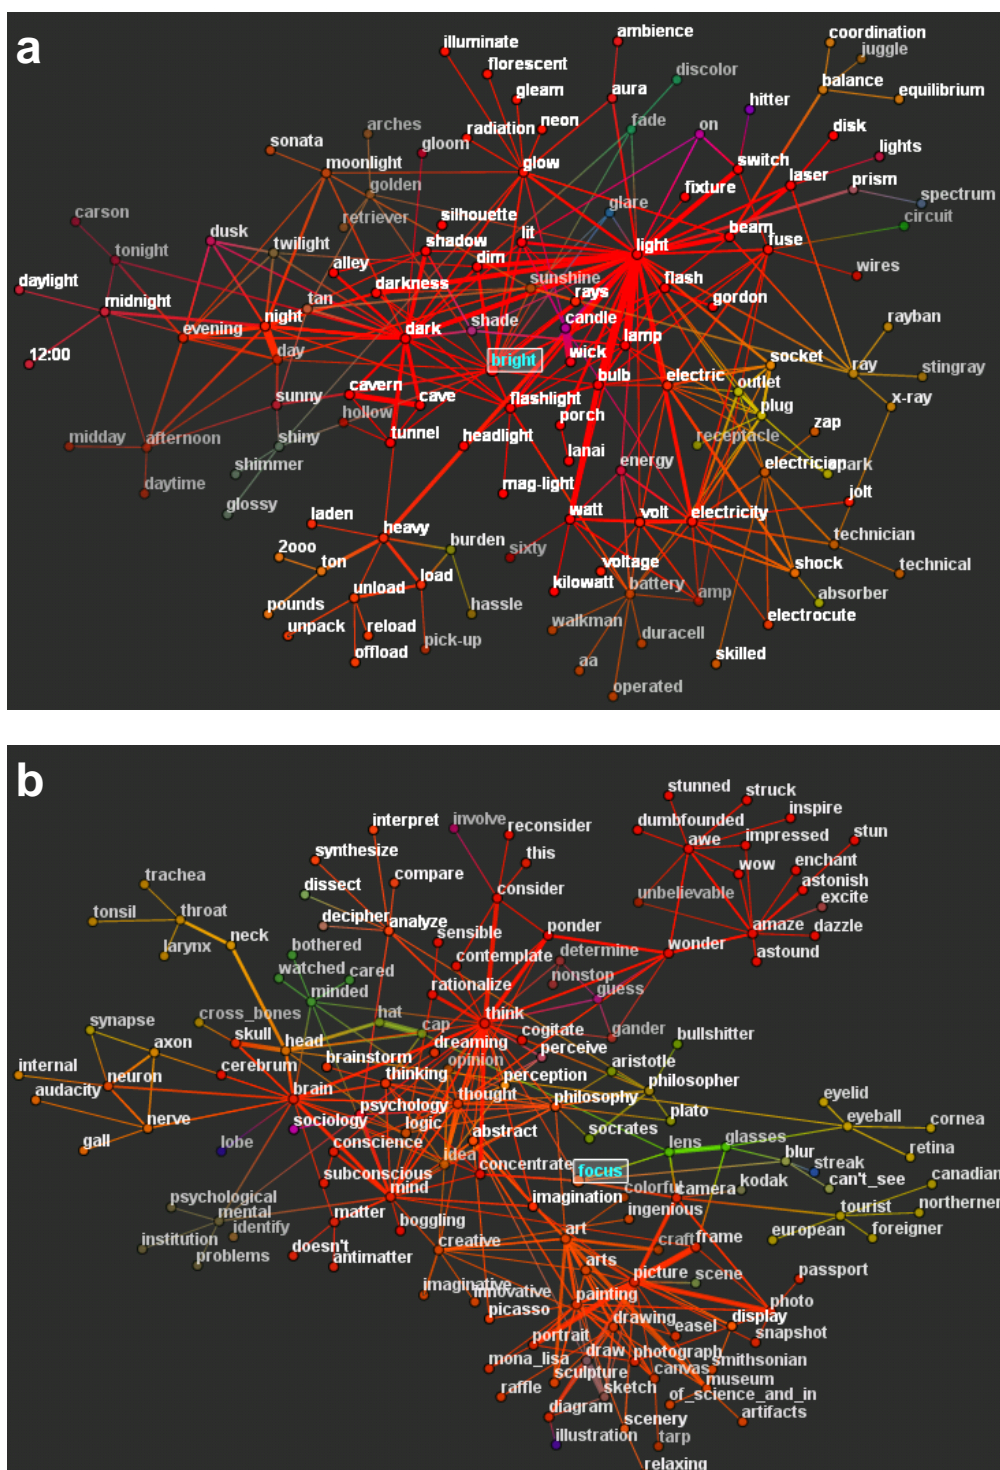 a
ambience
coordination
illuminate
juggle
florescent
discolor
balance
gleam
aura
hitter
equilibrium
arches
radiation
neon
fade
on
disk
sonata
gloom
lights
moonlight
glow
switch
laser
prism
golden
fixture
spectrum
carson
retriever
silhouette
glare
circuit
dusk
lit
beam
tonight
twilight
shadow
light
fuse
alley
dim
wires
daylight
darkness
sunshine
flash
midnight
tan
rays
gordon
night
candle
rayban
evening
dark
shade
lamp
12:00
day
bright
wick
socket
ray
stingray
bulb
electric
outlet
sunny
cavern
cave
flashlight
x-ray
hollow
porch
plug
zap
midday
afternoon
shiny
tunnel
headlight
receptacle
lanai
energy
electrician
spark
shimmer
daytime
mag-light
jolt
glossy
laden
watt
volt
electricity
heavy
burden
technician
2ooo
sixty
ton
voltage
shock
technical
unload
load
kilowatt
battery
amp
pounds
absorber
unpack
reload
hassle
walkman
electrocute
pick-up
duracell
offload
aa
skilled
operated
b
stunned
struck
inspire
interpret
involve
reconsider
dumbfounded
awe
impressed
stun
synthesize
this
wow
enchant
trachea
dissect
compare
consider
unbelievable
astonish
excite
tonsil
throat
decipher
analyze
ponder
amaze
dazzle
neck
sensible
larynx
bothered
contemplate
determine
wonder
astound
watched
cared
nonstop
minded
rationalize
guess
cross_bones
hat
think
synapse
skull
head
cap
cogitate
gander
bullshitter
axon
dreaming
perceive
internal
cerebrum
brainstorm
opinion
aristotle
audacity
neuron
brain
thinking
perception
philosopher
thought
philosophy
eyelid
nerve
sociology
psychology
plato
eyeball
cornea
gall
logic
abstract
socrates
lobe
conscience
lens
glasses
idea
blur
retina
subconscious
concentrate
focus
streak
mind
colorful
camera
kodak
can't_see
canadian
psychological
imagination
mental
matter
boggling
ingenious
tourist
northerner
identify
art
european
foreigner
institution
doesn't
creative
craft
frame
problems
antimatter
arts
picture
scene
passport
imaginative
innovative
painting
photo
picasso
drawing
easel
display
portrait
snapshot
mona_lisa
draw
photograph
smithsonian
sculpture
canvas
museum
raffle
sketch
of_science_and_in
diagram
scenery
artifacts
illustration
tarp
relaxing